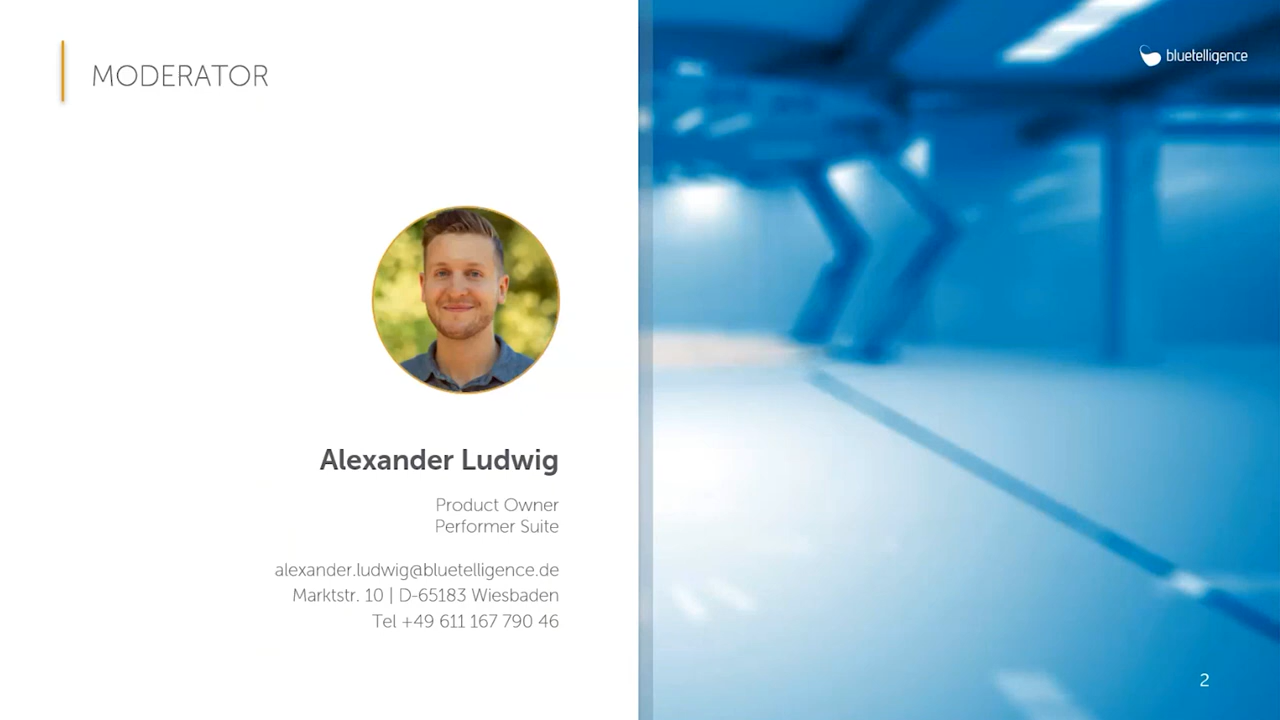 MODERATOR
bluetelligence
Alexander Ludwig
Product Owner
Performer Suite
alexander.ludwig@bluetelligence.de
Marktstr. 10 | D-65183 Wiesbaden
Tel +49 611 167 790 46
2